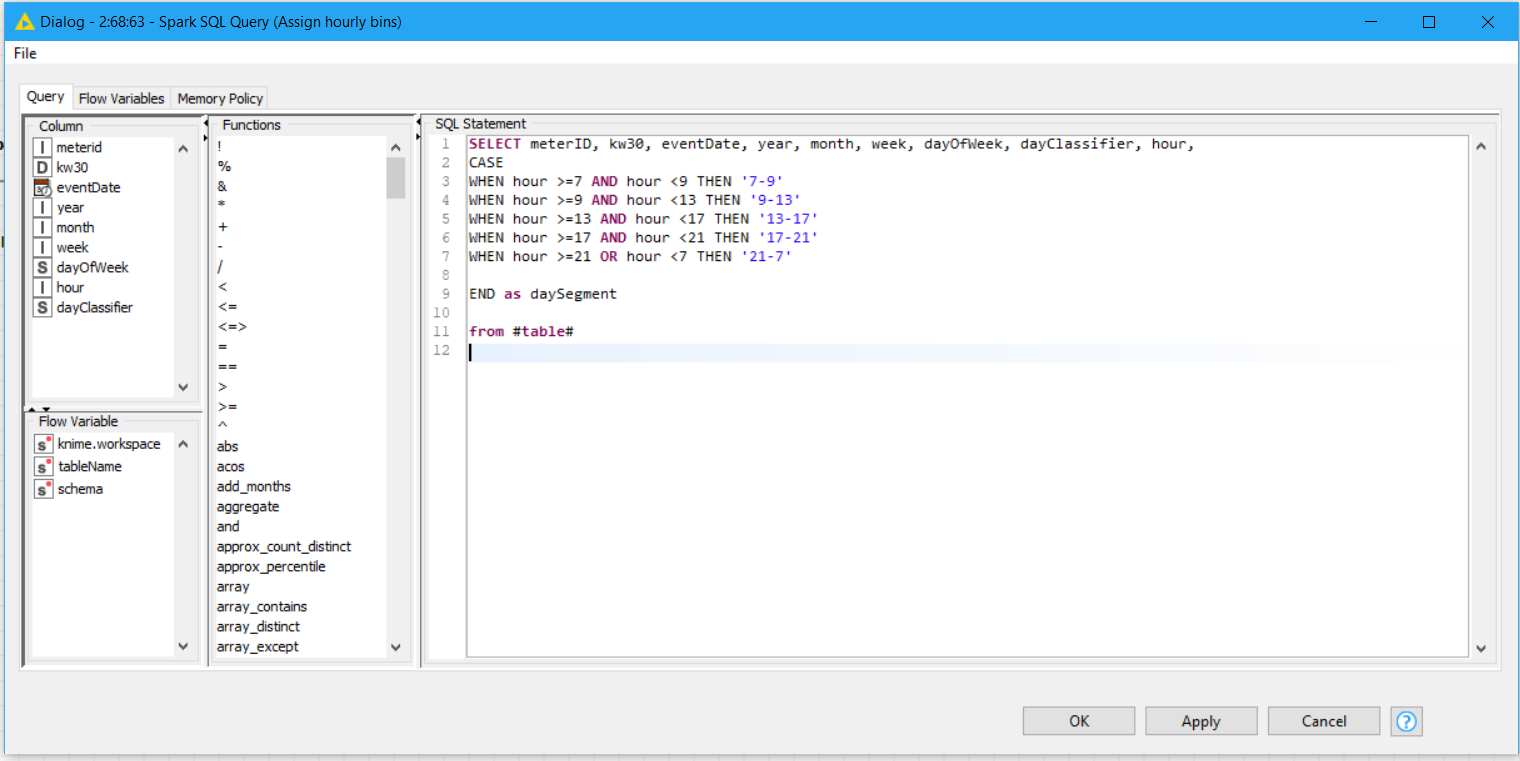 Dialog - 2:68:63 - Spark SQL Query (Assign hourly bins)
File
Query Flow Variables Memory Policy
Column
I meterid
D kw30
eventDate
I year
I month
I week
S dayOfWeek
I hour
S dayClassifier
Flow Variable
s knime.workspace
s tableName
s schema
Functions
!
%
&
*
+
-
/
<
<=
<=>
=
==
>
>=
^
abs
acos
add_months
aggregate
and
approx_count_distinct
approx_percentile
array
array_contains
array_distinct
array_except
SQL Statement
1 SELECT meterID, kw30, eventDate, year, month, week, dayOfWeek, dayClassifier, hour,
2 CASE
3 WHEN hour >=7 AND hour <9 THEN '7-9'
4 WHEN hour >=9 AND hour <13 THEN '9-13'
5 WHEN hour >=13 AND hour <17 THEN '13-17'
6 WHEN hour >=17 AND hour <21 THEN '17-21'
7 WHEN hour >=21 OR hour <7 THEN '21-7'
8
9 END as daySegment
10
11 from #table#
12
OK Apply Cancel ?